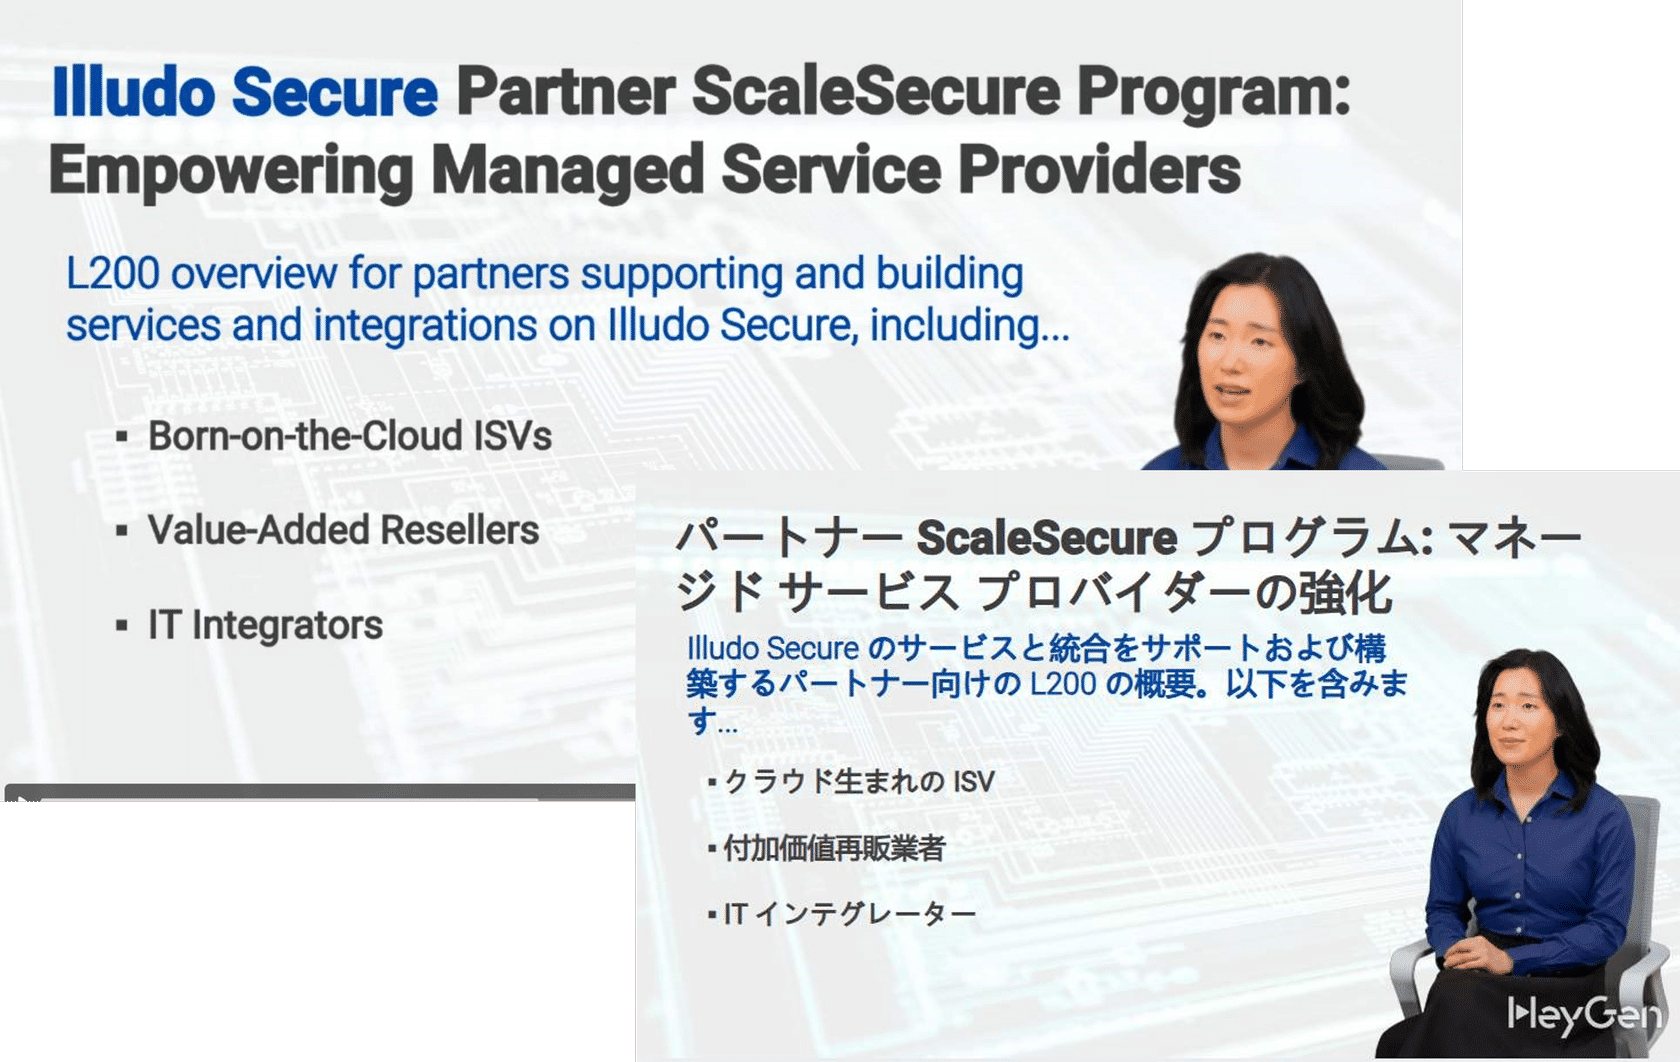 Illudo Secure Partner ScaleSecure Program:
Empowering Managed Service Providers
L200 overview for partners supporting and building
services and integrations on Illudo Secure, including...
▪ Born-on-the-Cloud ISVs
▪ Value-Added Resellers
▪ IT Integrators
パートナー ScaleSecure プログラム: マネー
ジド サービス プロバイダーの強化
Illudo Secure のサービスと統合をサポートおよび構
築するパートナー向けの L200 の概要。以下を含みま
す...
▪ クラウド生まれの ISV
▪ 付加価値再販業者
▪ IT インテグレーター
HeyGen